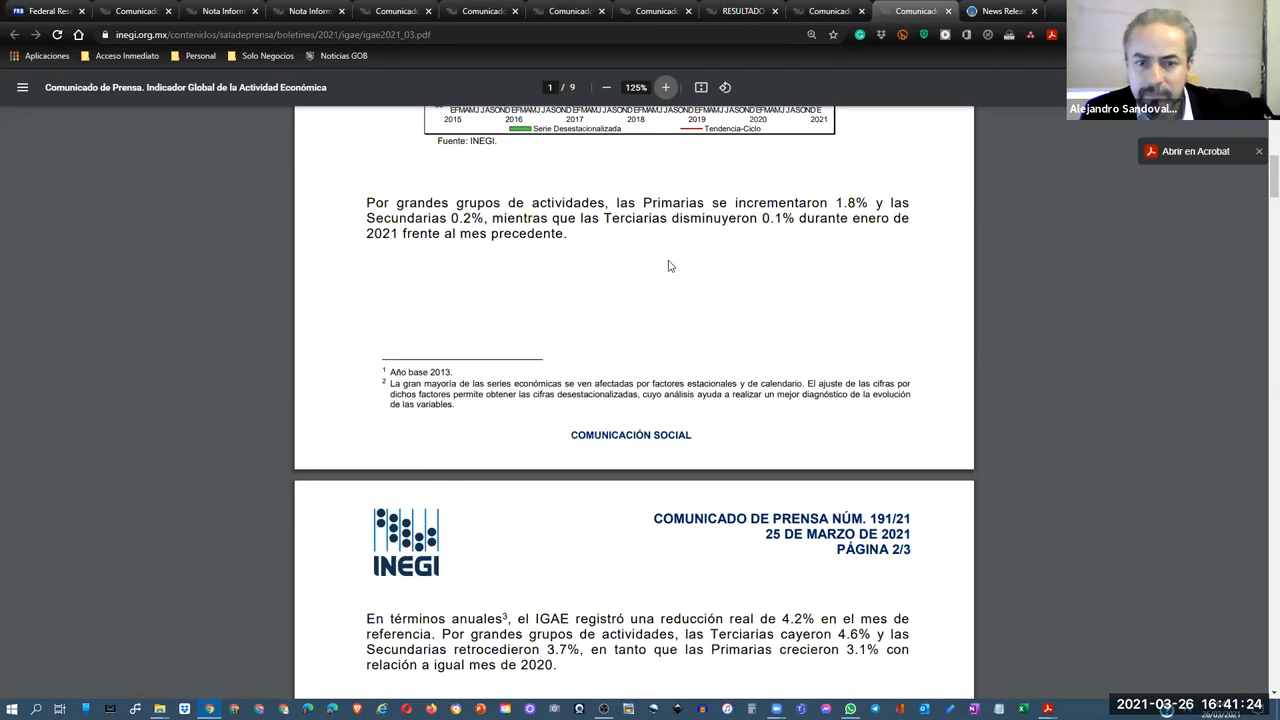 Federal Res
Comunicado
Nota Inform
Nota Inform
Comunicado
Comunicado
Comunicado
Comunicado
RESULTADO
Comunicado
Comunicado
News Relea
inegi.org.mx/contenidos/saladeprensa/boletines/2021/igae/igae2021_03.pdf
Aplicaciones
Acceso Inmediato
Personal
Solo Negocios
Nota GOB
Comunicado de Prensa. Indicador Global de la Actividad Económica
1 / 9
125%
Alejandro Sandoval...
Abrir en Acrobat
2015 2016 2017 2018 2019 2020 2021
Serie Desestacionalizada
Tendencia-Ciclo
Fuente: INEGI.
Por grandes grupos de actividades, las Primarias se incrementaron 1.8% y las
Secundarias 0.2%, mientras que las Terciarias disminuyeron 0.1% durante enero de
2021 frente al mes precedente.
1 Año base 2013.
2 La gran mayoría de las series económicas se ven afectadas por factores estacionales y de calendario. El ajuste de las cifras por
dichos factores permite obtener las cifras desestacionalizadas, cuyo análisis ayuda a realizar un mejor diagnóstico de la evolución
de las variables.
COMUNICACIÓN SOCIAL
INEGI
COMUNICADO DE PRENSA NÚM. 191/21
25 DE MARZO DE 2021
PÁGINA 2/3
En términos anuales3, el IGAE registró una reducción real de 4.2% en el mes de
referencia. Por grandes grupos de actividades, las Terciarias cayeron 4.6% y las
Secundarias retrocedieron 3.7%, en tanto que las Primarias crecieron 3.1% con
relación a igual mes de 2020.
2021-03-26 16:41:24